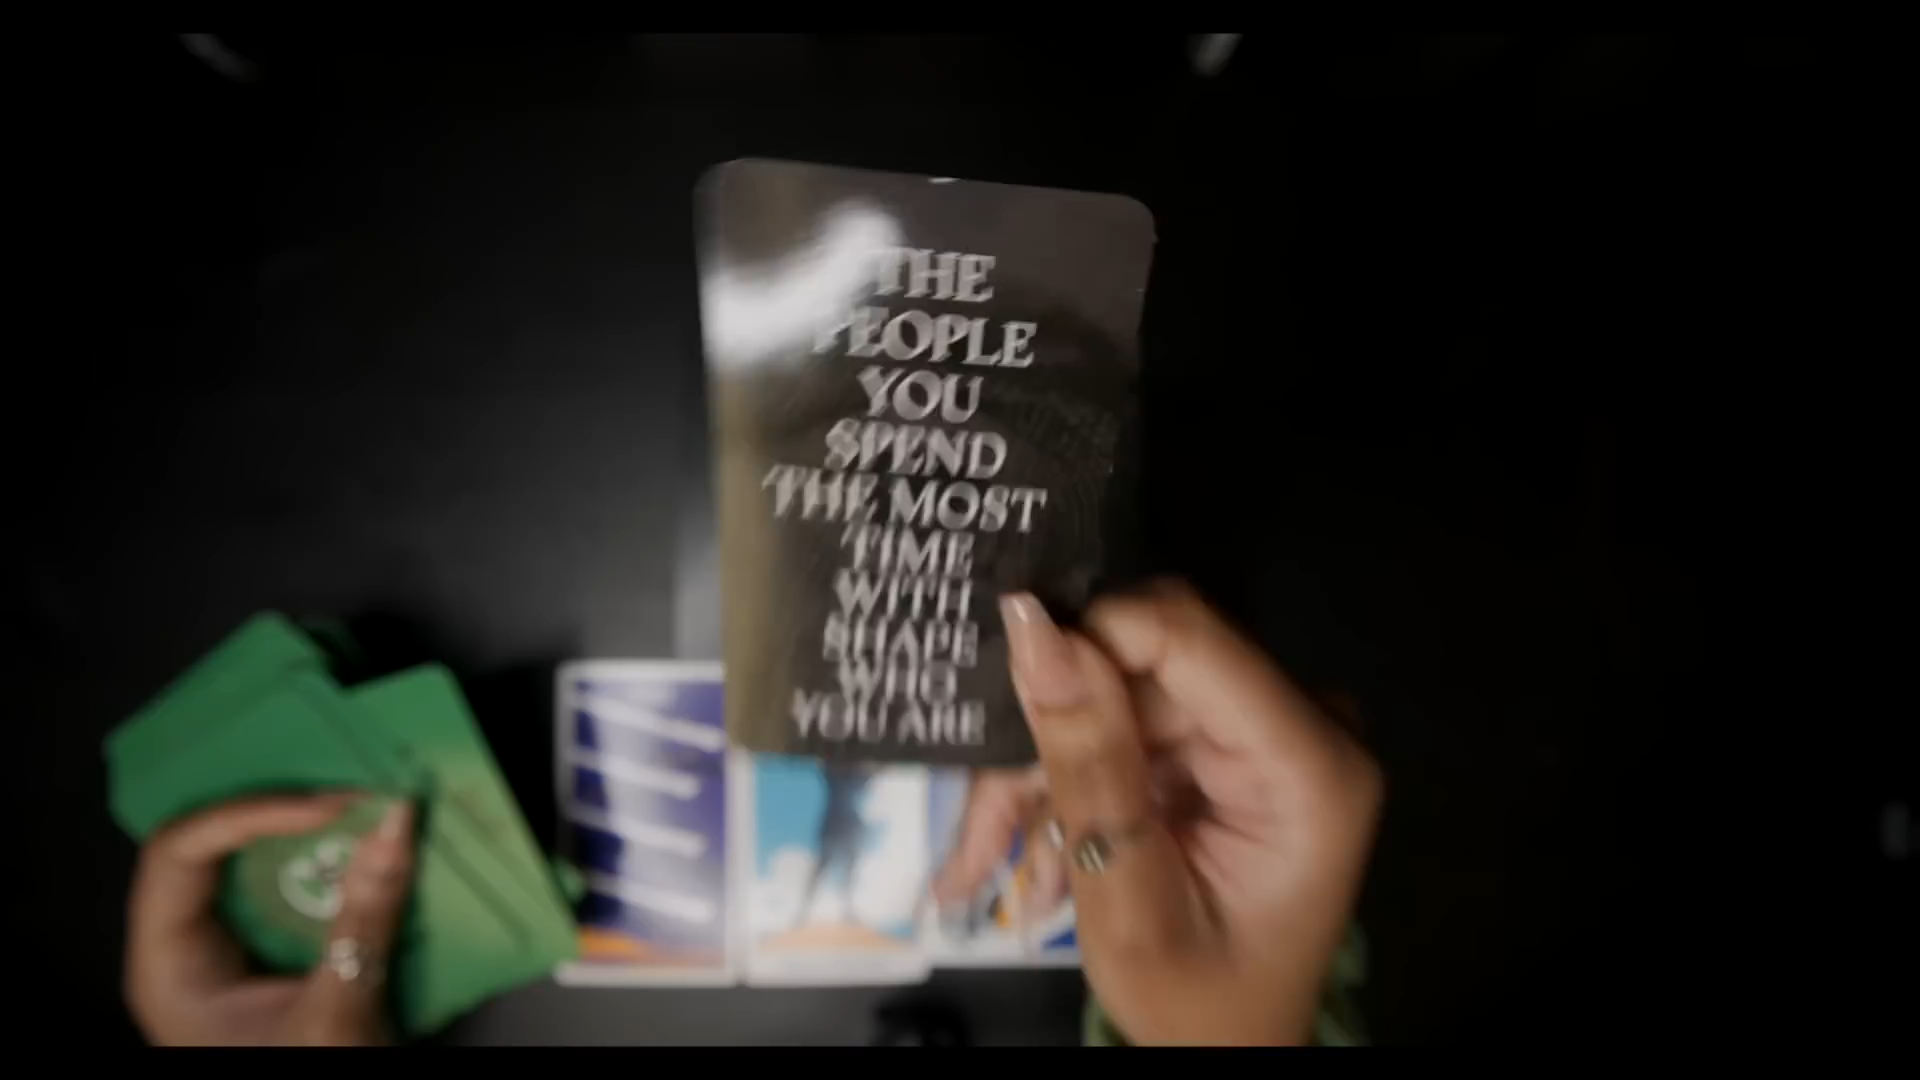 THE
PEOPLE
YOU
SPEND
THE MOST
TIME
WITH
SHAPE
WHO
YOU ARE